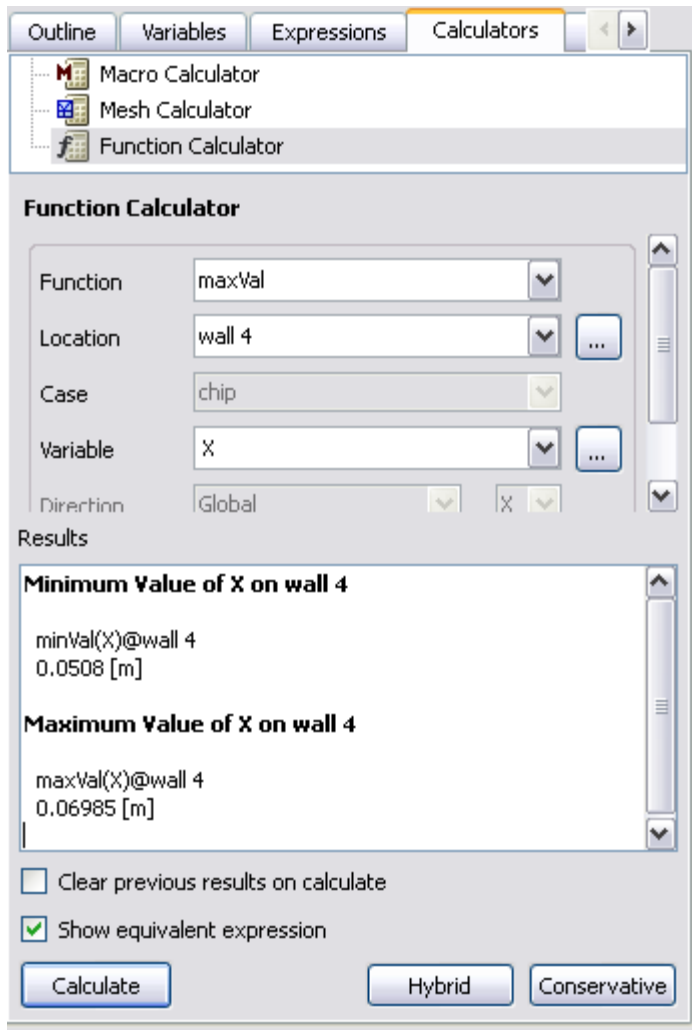 Outline Variables Expressions Calculators
Macro Calculator
Mesh Calculator
Function Calculator
Function Calculator
Function maxVal
Location wall 4 ...
Case chip
Variable X ...
Direction Global X
Results
Minimum Value of X on wall 4
minVal(X)@wall 4
0.0508 [m]
Maximum Value of X on wall 4
maxVal(X)@wall 4
0.06985 [m]
Clear previous results on calculate
Show equivalent expression
Calculate Hybrid Conservative